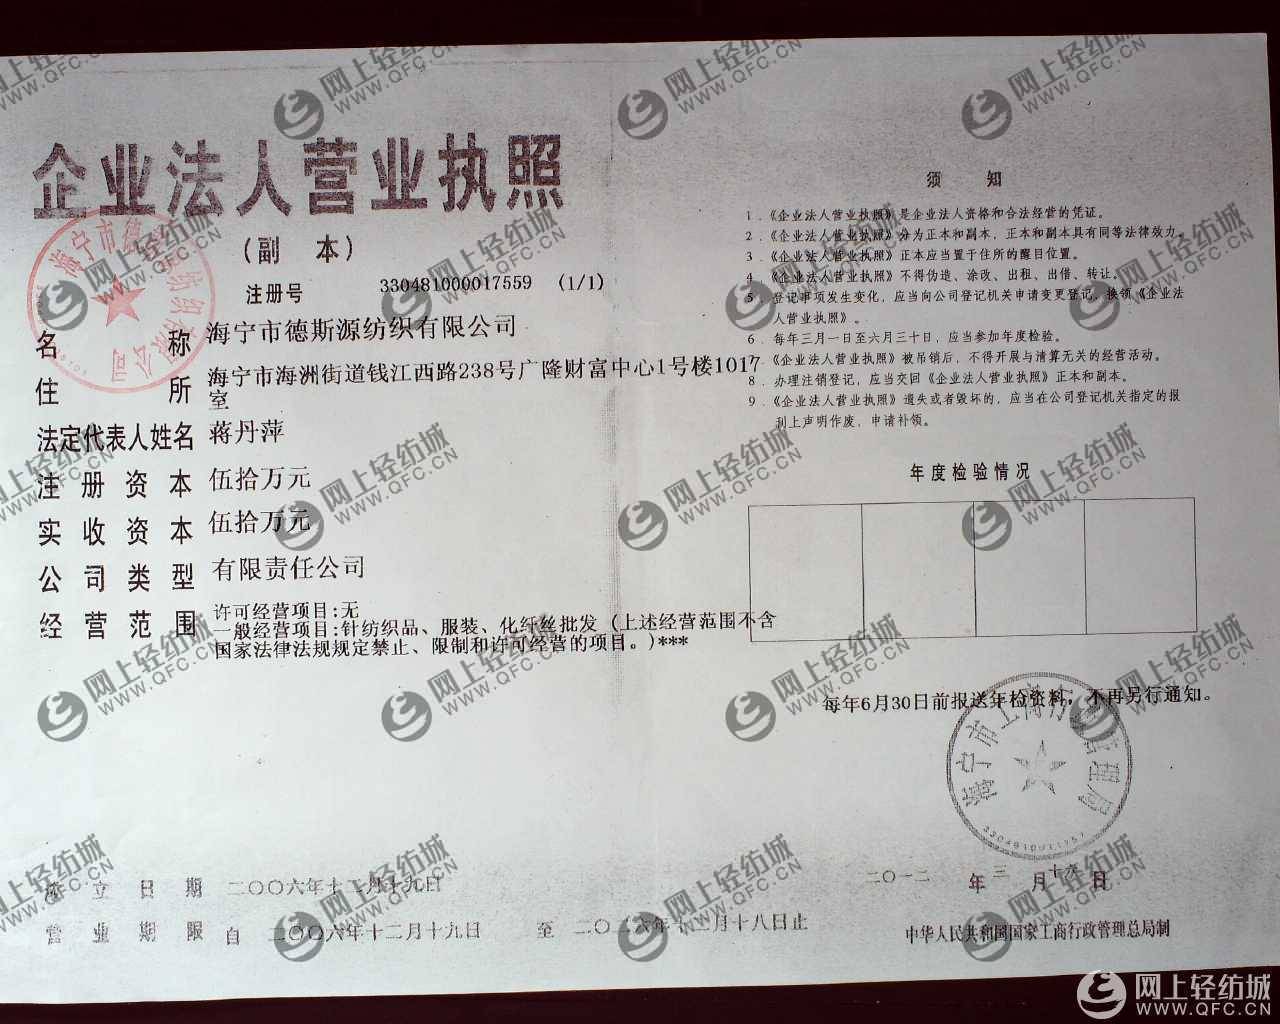 企业法人营业执照
（副 本）
注册号 330481000017559 (1/1)
名 称 海宁市德斯源纺织有限公司
住 所 海宁市海洲街道钱江西路238号广隆财富中心1号楼1017
室
法定代表人姓名 蒋丹萍
注 册 资 本 伍拾万元
实 收 资 本 伍拾万元
公 司 类 型 有限责任公司
经 营 范 围 许可经营项目:无
一般经营项目:针纺织品、服装、化纤丝批发（上述经营范围不含
国家法律法规规定禁止、限制和许可经营的项目。)***
成 立 日 期 二〇〇六年十二月十九日
营 业 期 限 自 二〇〇六年十二月十九日 至 二〇二六年十二月十八日止
须 知
1．《企业法人营业执照》是企业法人资格和合法经营的凭证。
2．《企业法人营业执照》分为正本和副本，正本和副本具有同等法律效力。
3．《企业法人营业执照》正本应当置于住所的醒目位置。
4．《企业法人营业执照》不得伪造、涂改、出租、出借、转让。
5．登记事项发生变化，应当向公司登记机关申请变更登记，换领《企业法
人营业执照》。
6．每年三月一日至六月三十日，应当参加年度检验。
7．《企业法人营业执照》被吊销后，不得开展与清算无关的经营活动。
8．办理注销登记，应当交回《企业法人营业执照》正本和副本。
9．《企业法人营业执照》遗失或者毁坏的，应当在公司登记机关指定的报
刊上声明作废，申请补领。
年度检验情况
每年6月30日前报送年检资料，不再另行通知。
海宁市工商行政管理局
二〇一二 年 三 月 十六 日
中华人民共和国国家工商行政管理总局制
网上轻纺城
WWW.QFC.CN